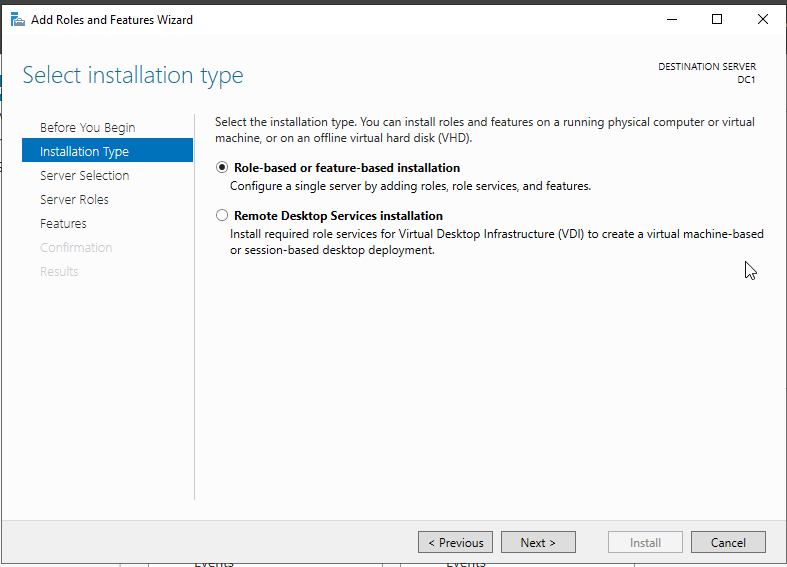 Add Roles and Features Wizard
Select installation type
DESTINATION SERVER
DC1
Before You Begin
Installation Type
Server Selection
Server Roles
Features
Confirmation
Results
Select the installation type. You can install roles and features on a running physical computer or virtual
machine, or on an offline virtual hard disk (VHD).
Role-based or feature-based installation
Configure a single server by adding roles, role services, and features.
Remote Desktop Services installation
Install required role services for Virtual Desktop Infrastructure (VDI) to create a virtual machine-based
or session-based desktop deployment.
< Previous
Next >
Install
Cancel
Events
Events